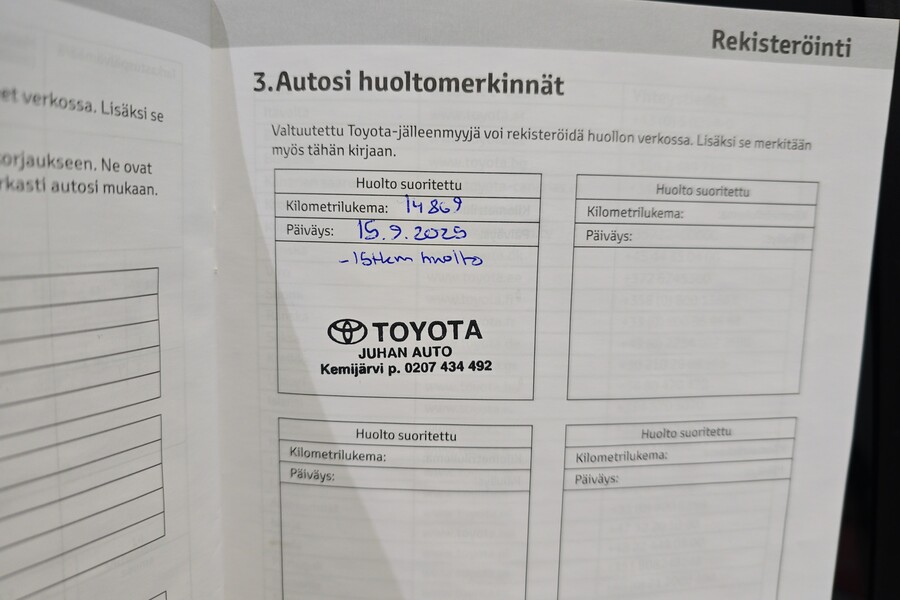 et verkossa. Lisäksi se
orjaukseen. Ne ovat
rkasti autosi mukaan.
Rekisteröinti
3. Autosi huoltomerkinnät
Valtuutettu Toyota-jälleenmyyjä voi rekisteröidä huollon verkossa. Lisäksi se merkitään
myös tähän kirjaan.
Huolto suoritettu
Kilometrilukema: 14869
Päiväys: 15.9.2025
-15tkm huolto
TOYOTA
JUHAN AUTO
Kemijärvi p. 0207 434 492
Huolto suoritettu
Kilometrilukema:
Päiväys:
Huolto suoritettu
Kilometrilukema:
Päiväys:
Huolto suoritettu
Kilometrilukema:
Päiväys: